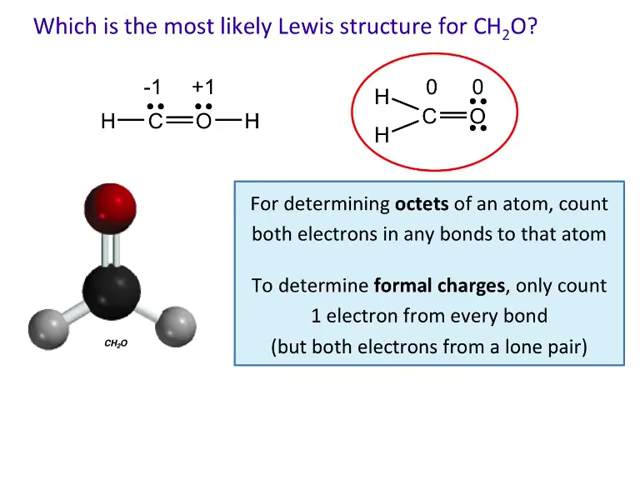 Which is the most likely Lewis structure for CH₂O?
-1 +1
H C O H
0 0
H
C O
H
CH₂O
For determining octets of an atom, count
both electrons in any bonds to that atom
To determine formal charges, only count
1 electron from every bond
(but both electrons from a lone pair)